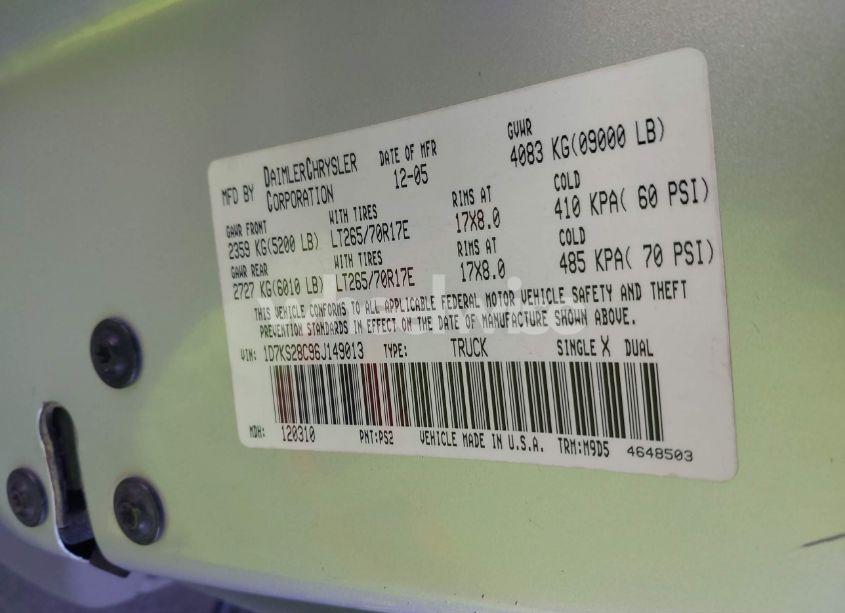 MFD BY DAIMLERCHRYSLER CORPORATION DATE OF MFR 12-05 GVWR 4083 KG(09000 LB)
GAWR FRONT WITH TIRES RIMS AT COLD
2359 KG(5200 LB) LT265/70R17E 17X8.0 410 KPA( 60 PSI)
GAWR REAR WITH TIRES RIMS AT COLD
2727 KG(6010 LB) LT265/70R17E 17X8.0 485 KPA( 70 PSI)
THIS VEHICLE CONFORMS TO ALL APPLICABLE FEDERAL MOTOR VEHICLE SAFETY AND THEFT
PREVENTION STANDARDS IN EFFECT ON THE DATE OF MANUFACTURE SHOWN ABOVE.
VIN: 1D7KS28C96J149013 TYPE: TRUCK SINGLE X DUAL
MDH: 120310 PNT:PS2 VEHICLE MADE IN U.S.A. TRM:M9D5 4648503